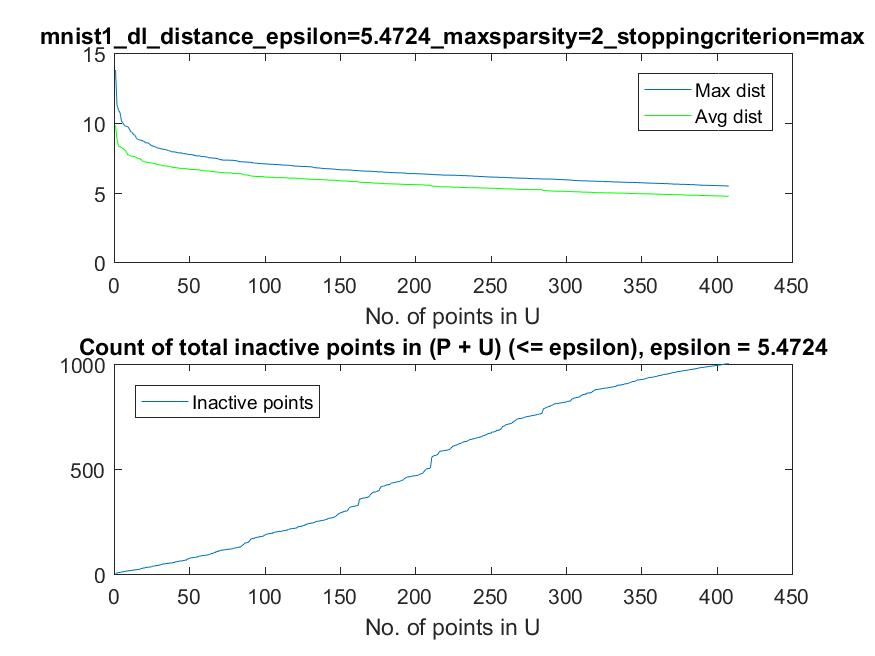 mnist1_dl_distance_epsilon=5.4724_maxsparsity=2_stoppingcriterion=max
15
10
5
0
Max dist
Avg dist
0 50 100 150 200 250 300 350 400 450
No. of points in U
Count of total inactive points in (P + U) (<= epsilon), epsilon = 5.4724
1000
500
0
Inactive points
0 50 100 150 200 250 300 350 400 450
No. of points in U